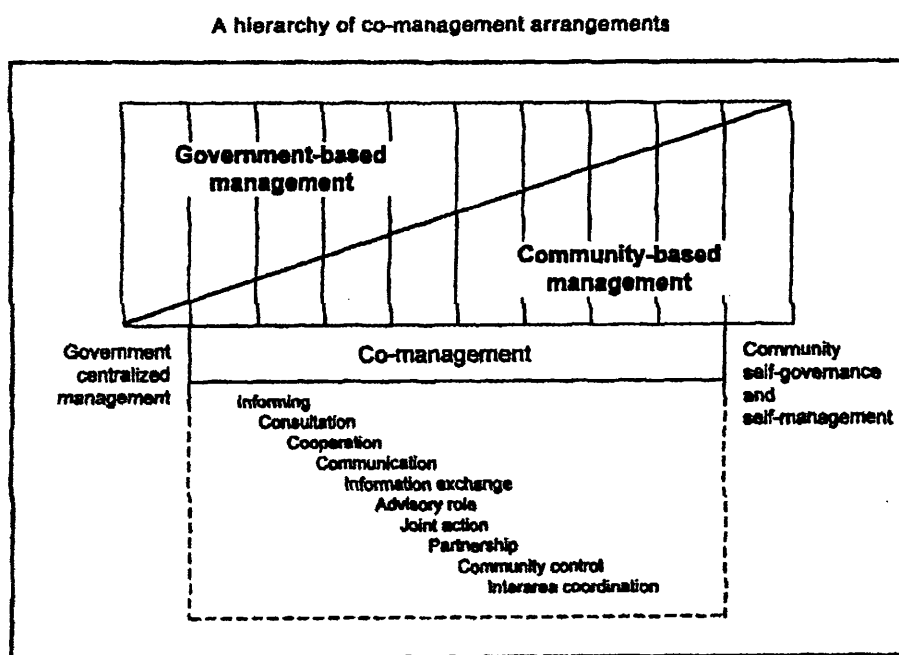 A hierarchy of co-management arrangements
Government-based
management
Community-based
management
Government
centralized
management
Co-management
Community
self-governance
and
self-management
Informing
Consultation
Cooperation
Communication
Information exchange
Advisory role
Joint action
Partnership
Community control
Interarea coordination